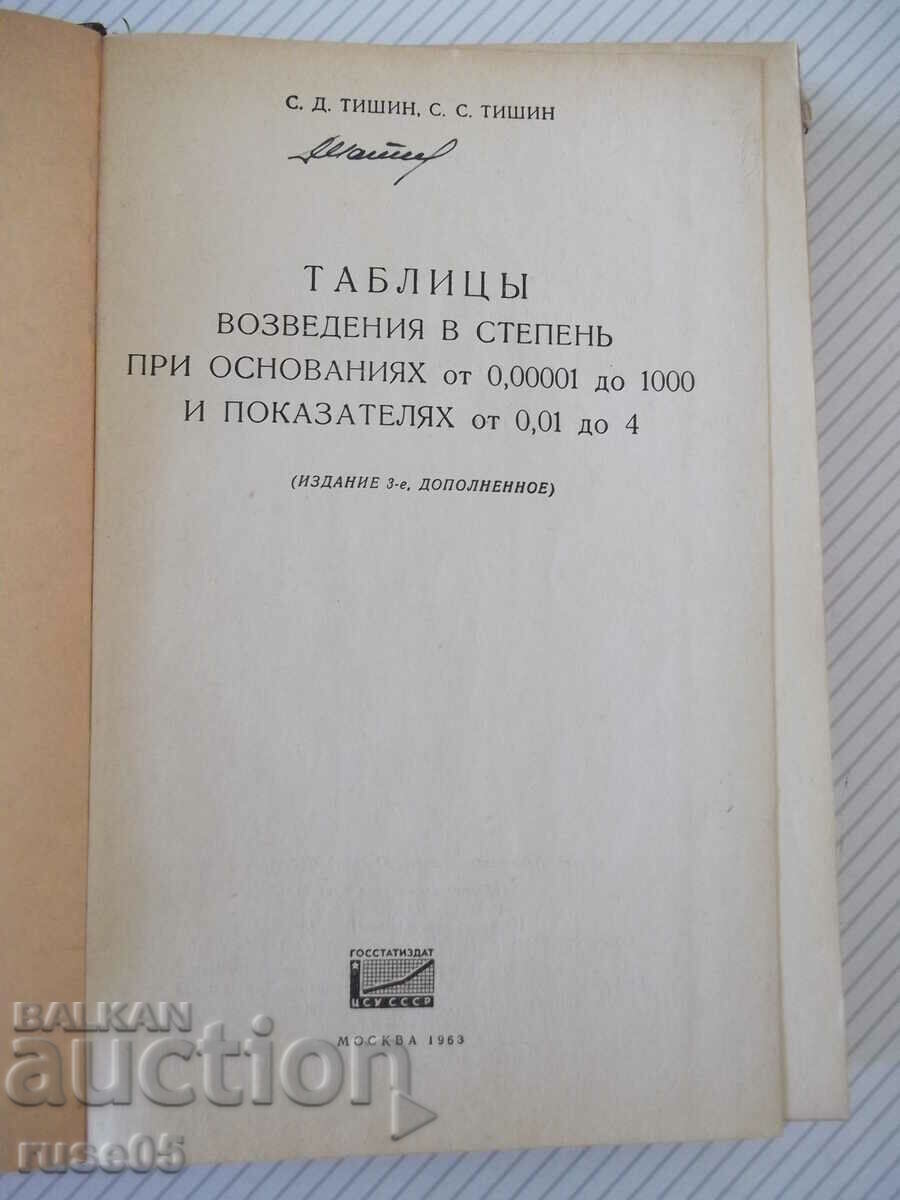 С. Д. ТИШИН, С. С. ТИШИН
ТАБЛИЦЫ
ВОЗВЕДЕНИЯ В СТЕПЕНЬ
ПРИ ОСНОВАНИЯХ от 0,00001 до 1000
И ПОКАЗАТЕЛЯХ от 0,01 до 4
(ИЗДАНИЕ 3-е, ДОПОЛНЕННОЕ)
ГОССТАТИЗДАТ
ЦСУ СССР
МОСКВА 1963
BALKAN
auction
ruse05